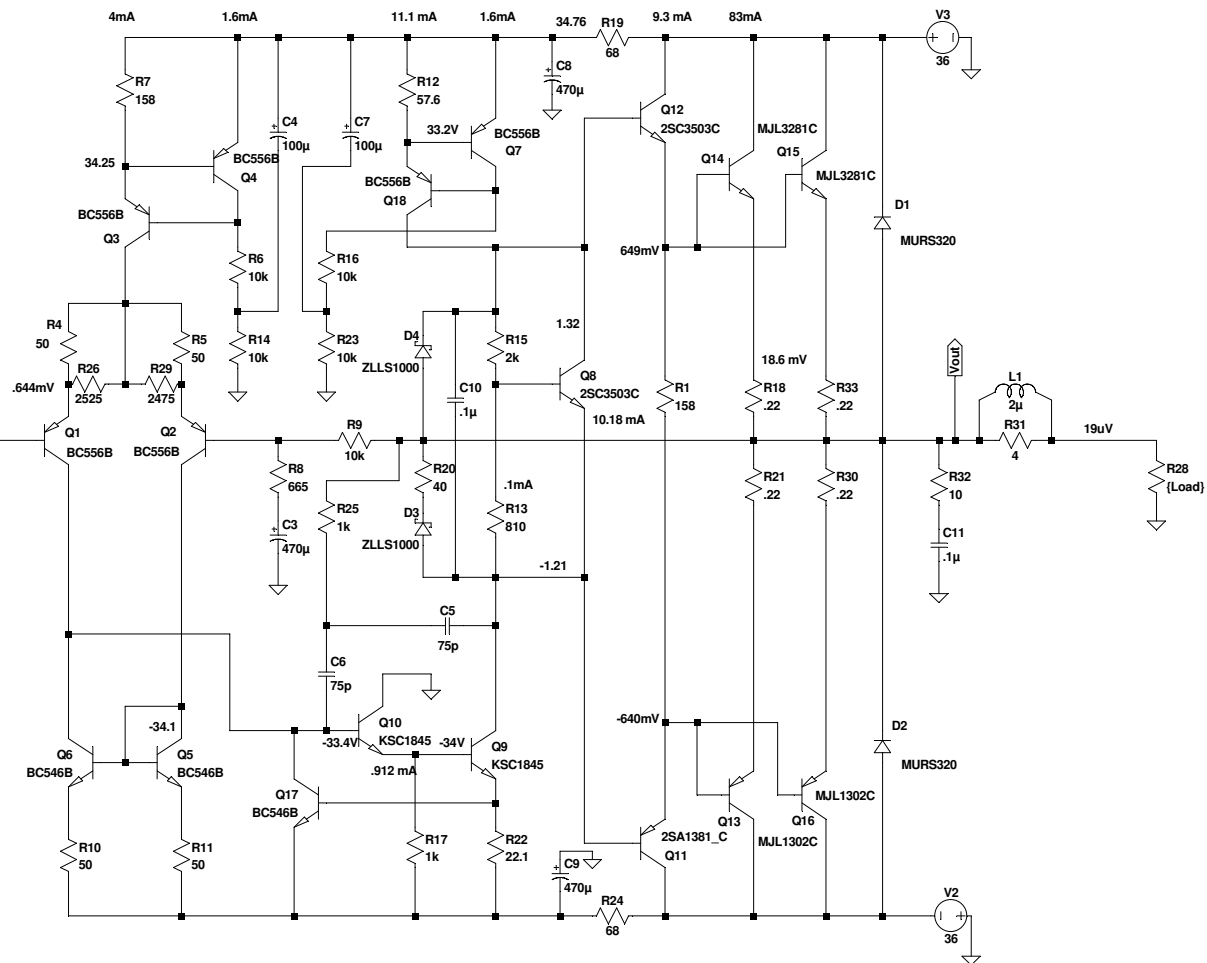 4mA
1.6mA
11.1 mA
1.6mA
34.76
R19
68
9.3 mA
83mA
V3
36
R7
158
C4
100µ
C7
100µ
R12
57.6
C8
470µ
Q12
2SC3503C
33.2V
BC556B
Q7
MJL3281C
Q15
Q14
MJL3281C
34.25
BC556B
Q4
BC556B
Q18
BC556B
Q3
D1
MURS320
649mV
R6
10k
R16
10k
R4
50
R5
50
R14
10k
R23
10k
D4
ZLLS1000
R15
2k
1.32
.644mV
R26
2525
R29
2475
C10
.1µ
Q8
2SC3503C
R1
158
18.6 mV
R18
.22
R33
.22
Vout
L1
2µ
10.18 mA
Q1
BC556B
Q2
BC556B
R9
10k
R31
4
19uV
R8
665
R20
40
R21
.22
R30
.22
R32
10
R28
{Load}
.1mA
R13
810
R25
1k
C3
470µ
D3
ZLLS1000
C11
.1µ
-1.21
C5
75p
C6
75p
-34.1
Q10
KSC1845
-33.4V
-34V
Q9
KSC1845
-640mV
D2
MURS320
Q6
BC546B
Q5
BC546B
.912 mA
Q17
BC546B
Q13
MJL1302C
Q16
MJL1302C
2SA1381_C
Q11
R10
50
R11
50
R17
1k
R22
22.1
C9
470µ
R24
68
V2
36